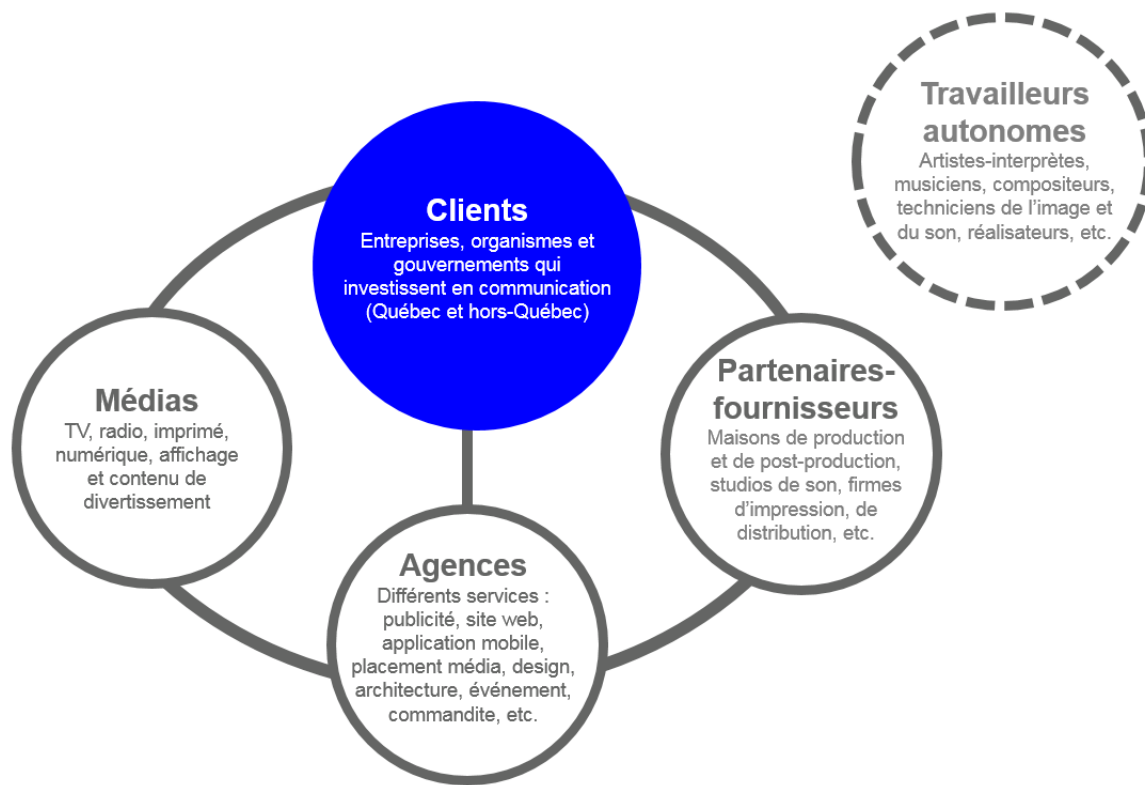 Travailleurs
autonomes
Artistes-interprètes,
musiciens, compositeurs,
techniciens de l'image et
du son, réalisateurs, etc.
Clients
Entreprises, organismes et
gouvernements qui
investissent en communication
(Québec et hors-Québec)
Médias
TV, radio, imprimé,
numérique, affichage
et contenu de
divertissement
Partenaires-
fournisseurs
Maisons de production
et de post-production,
studios de son, firmes
d'impression, de
distribution, etc.
Agences
Différents services :
publicité, site web,
application mobile,
placement média, design,
architecture, événement,
commandite, etc.